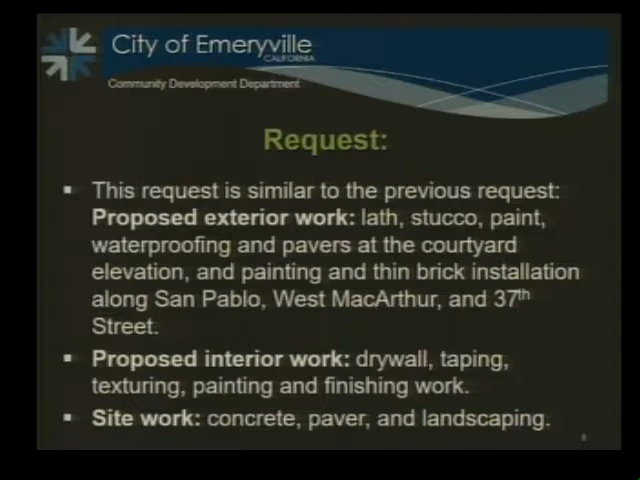 City of Emeryville
CALIFORNIA
Community Development Department
Request:
▪ This request is similar to the previous request:
Proposed exterior work: lath, stucco, paint,
waterproofing and pavers at the courtyard
elevation, and painting and thin brick installation
along San Pablo, West MacArthur, and 37th
Street.
▪ Proposed interior work: drywall, taping,
texturing, painting and finishing work.
▪ Site work: concrete, paver, and landscaping.